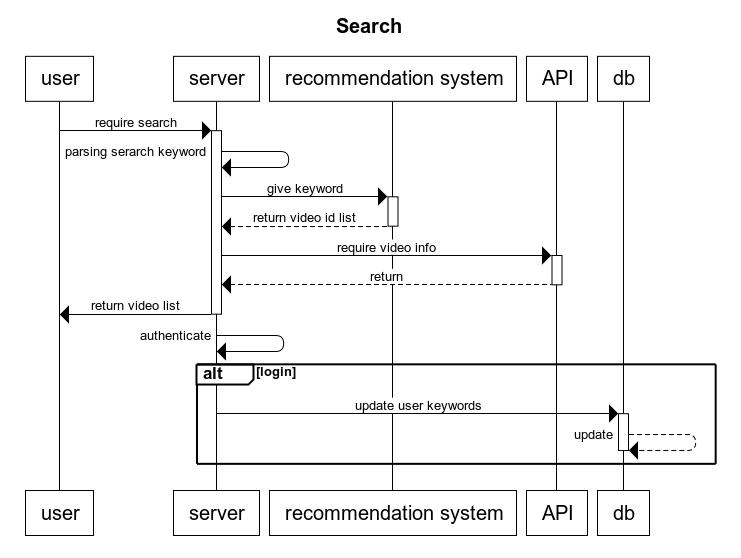 Search
user
server
recommendation system
API
db
require search
parsing serarch keyword
give keyword
return video id list
require video info
return
return video list
authenticate
alt [login]
update user keywords
update
user
server
recommendation system
API
db